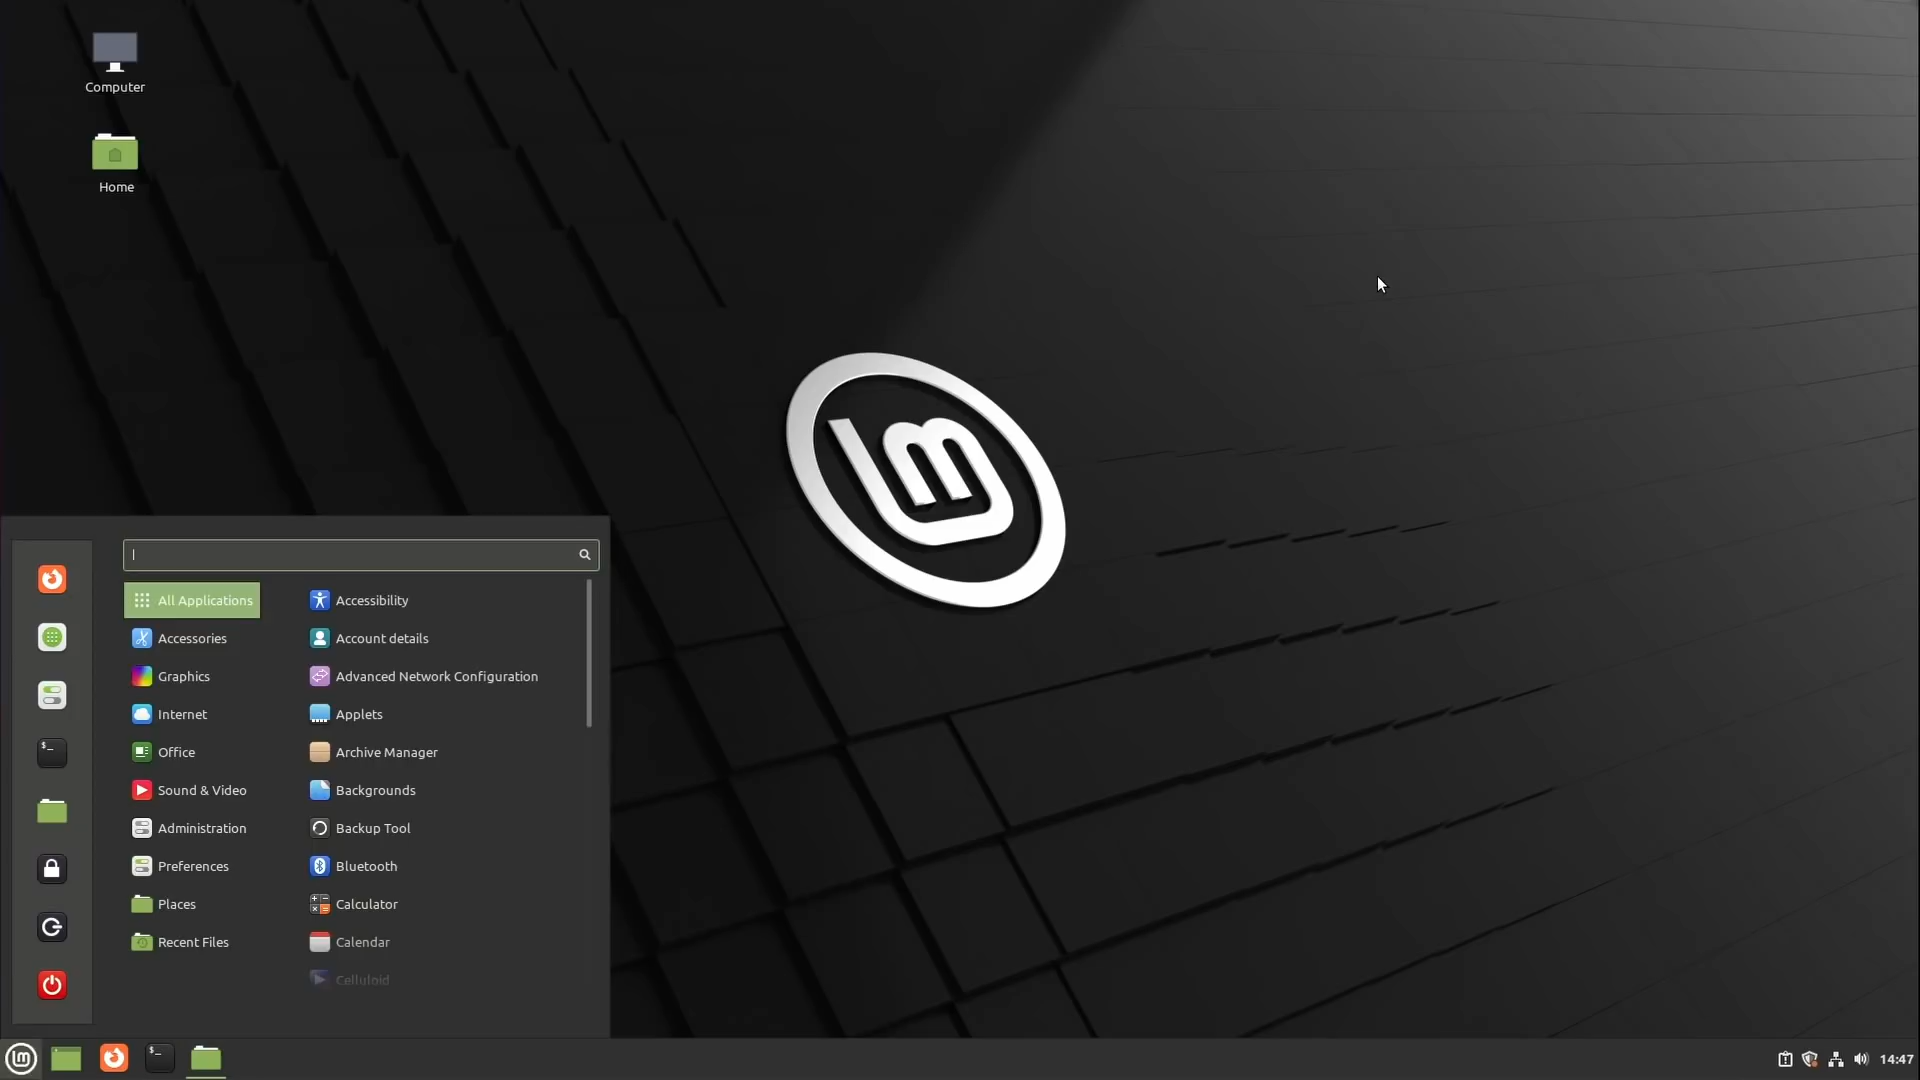 Computer
Home
All Applications
Accessories
Graphics
Internet
Office
Sound & Video
Administration
Preferences
Places
Recent Files
Accessibility
Account details
Advanced Network Configuration
Applets
Archive Manager
Backgrounds
Backup Tool
Bluetooth
Calculator
Calendar
Celluloid
14:47